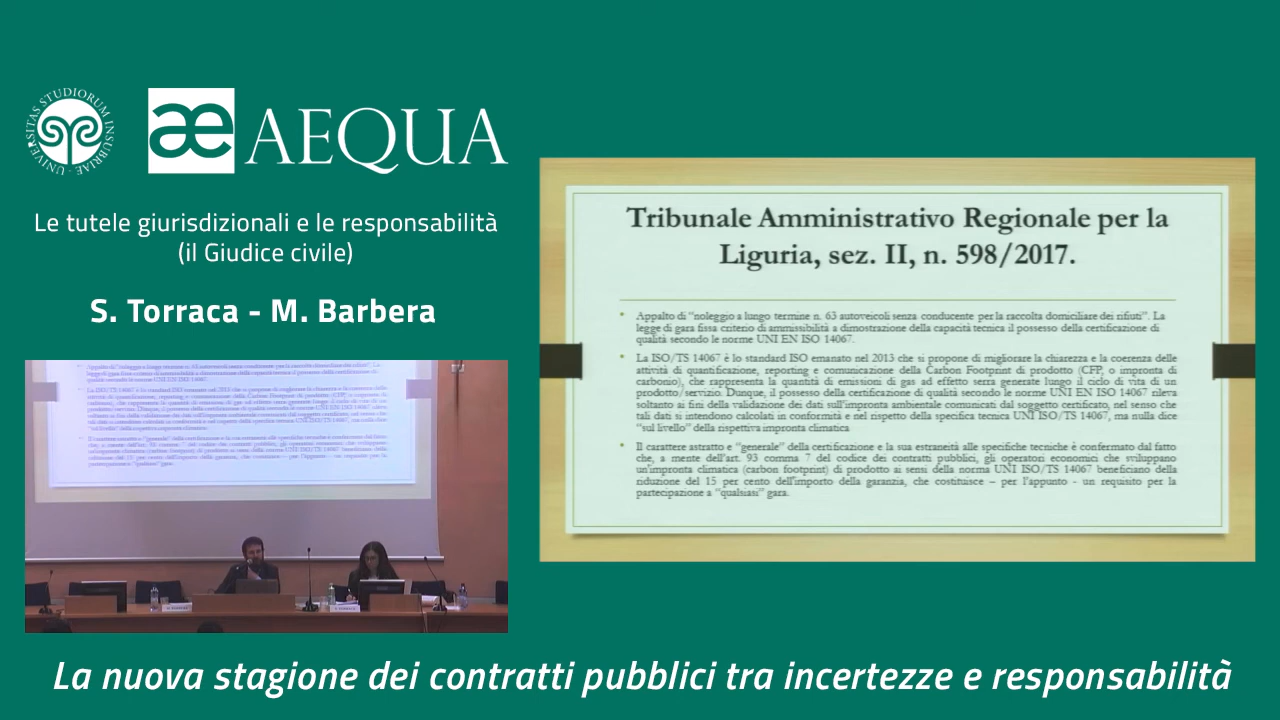 UNIVERSITAS STUDIORUM INSUBRIAE
æ AEQUA
Le tutele giurisdizionali e le responsabilità
(il Giudice civile)
S. Torraca - M. Barbera
Tribunale Amministrativo Regionale per la
Liguria, sez. II, n. 598/2017.
• Appalto di “noleggio a lungo termine n. 63 autoveicoli senza conducente per la raccolta domiciliare dei rifiuti”. La
legge di gara fissa criterio di ammissibilità a dimostrazione della capacità tecnica il possesso della certificazione di
qualità secondo le norme UNI EN ISO 14067.
• La ISO/TS 14067 è lo standard ISO emanato nel 2013 che si propone di migliorare la chiarezza e la coerenza delle
attività di quantificazione, reporting e comunicazione della Carbon Footprint di prodotto (CFP, o impronta di
carbonio), che rappresenta la quantità di emissioni di gas ad effetto serra generate lungo il ciclo di vita di un
prodotto/servizio. Dunque, il possesso della certificazione di qualità secondo le norme UNI EN ISO 14067 rileva
soltanto ai fini della validazione dei dati sull’impronta ambientale comunicati dal soggetto certificato, nel senso che
tali dati si intendono calcolati in conformità e nel rispetto della specifica tecnica UNI ISO/TS 14067, ma nulla dice
“sul livello” della rispettiva impronta climatica
• Il carattere astratto e “generale” della certificazione e la sua estraneità alle specifiche tecniche è confermato dal fatto
che, a mente dell’art. 93 comma 7 del codice dei contratti pubblici, gli operatori economici che sviluppano
un’impronta climatica (carbon footprint) di prodotto ai sensi della norma UNI ISO/TS 14067 beneficiano della
riduzione del 15 per cento dell’importo della garanzia, che costituisce – per l’appunto - un requisito per la
partecipazione a “qualsiasi” gara.
La nuova stagione dei contratti pubblici tra incertezze e responsabilità